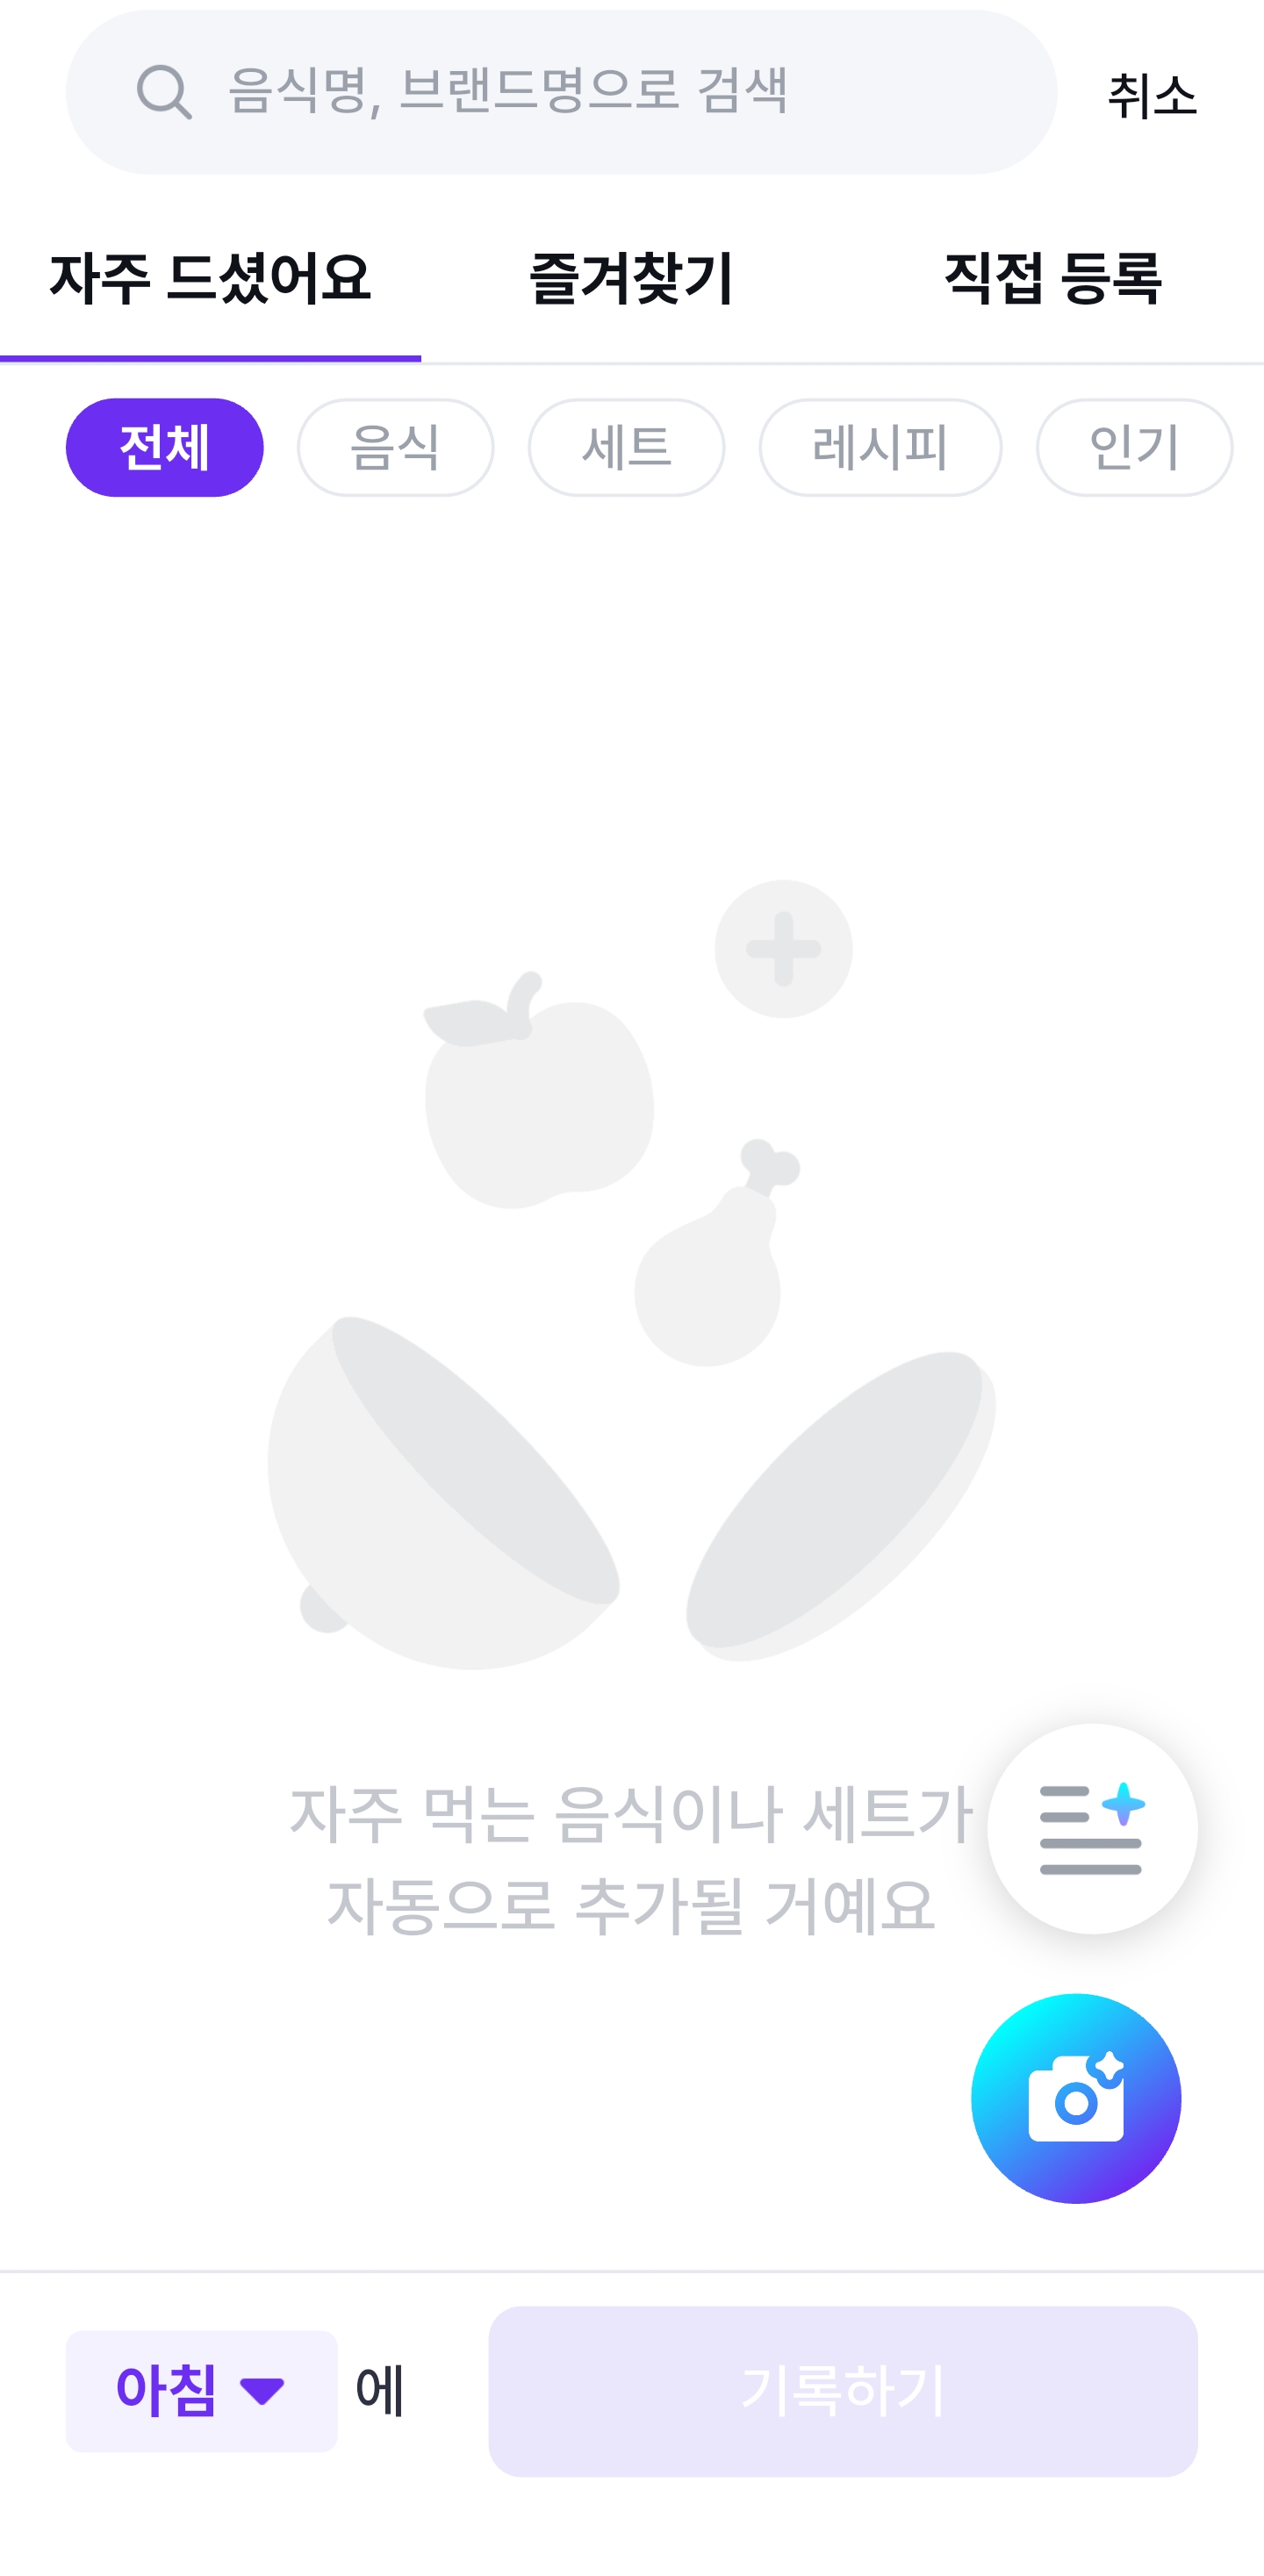 음식명, 브랜드명으로 검색
취소
자주 드셨어요 즐겨찾기 직접 등록
전체 음식 세트 레시피 인기
자주 먹는 음식이나 세트가
자동으로 추가될 거예요
아침 에 기록하기